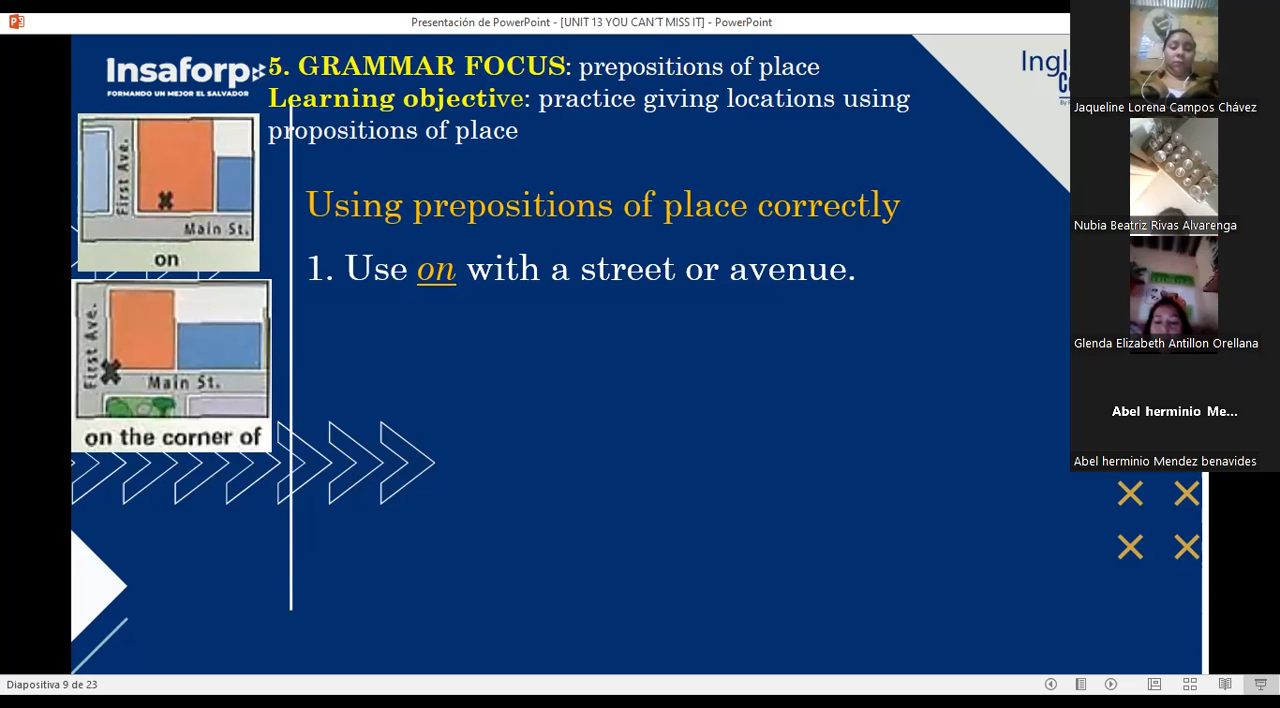 Presentación de PowerPoint - [UNIT 13 YOU CAN´T MISS IT] - PowerPoint
Insaforp
FORMANDO UN MEJOR EL SALVADOR
5. GRAMMAR FOCUS: prepositions of place
Learning objective: practice giving locations using
propositions of place
First Ave.
Main St.
on
First Ave.
Main St.
on the corner of
Using prepositions of place correctly
1. Use on with a street or avenue.
Jaqueline Lorena Campos Chávez
Nubia Beatriz Rivas Alvarenga
Glenda Elizabeth Antillon Orellana
Abel herminio Me...
Abel herminio Mendez benavides
Diapositiva 9 de 23